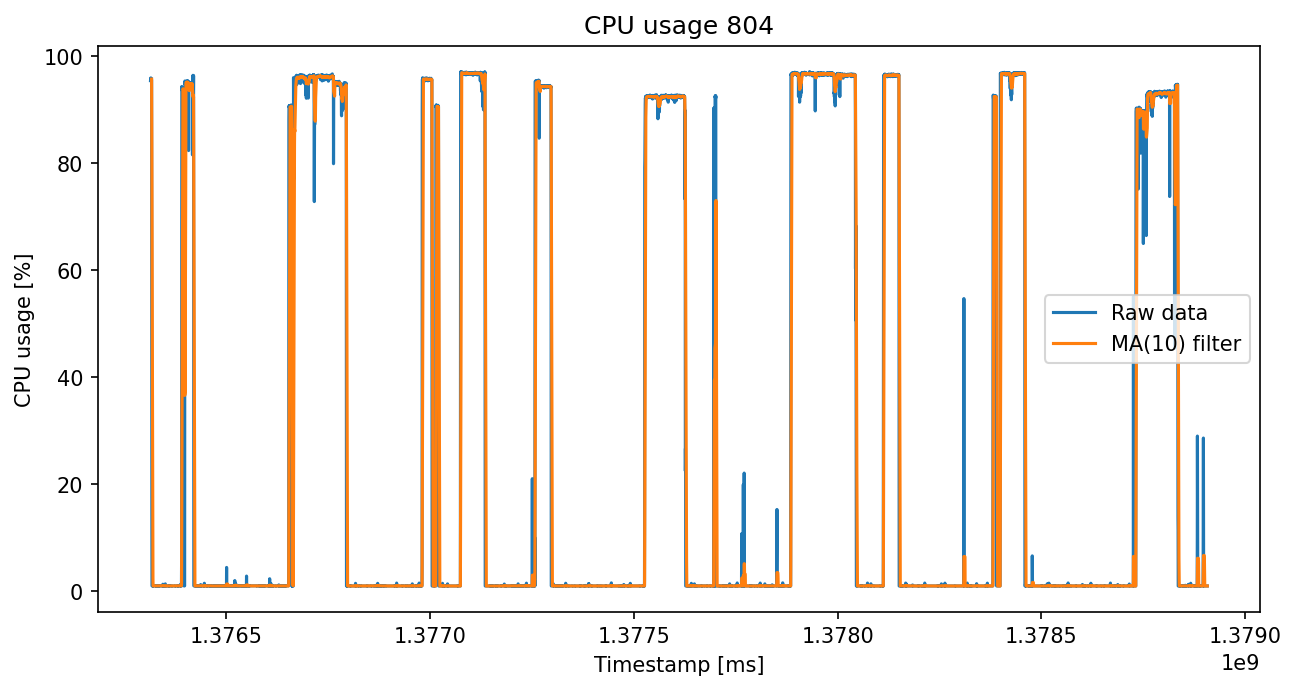 CPU usage 804
CPU usage [%]
100
80
60
40
20
0
Raw data
MA(10) filter
1.3765 1.3770 1.3775 1.3780 1.3785 1.3790
1e9
Timestamp [ms]